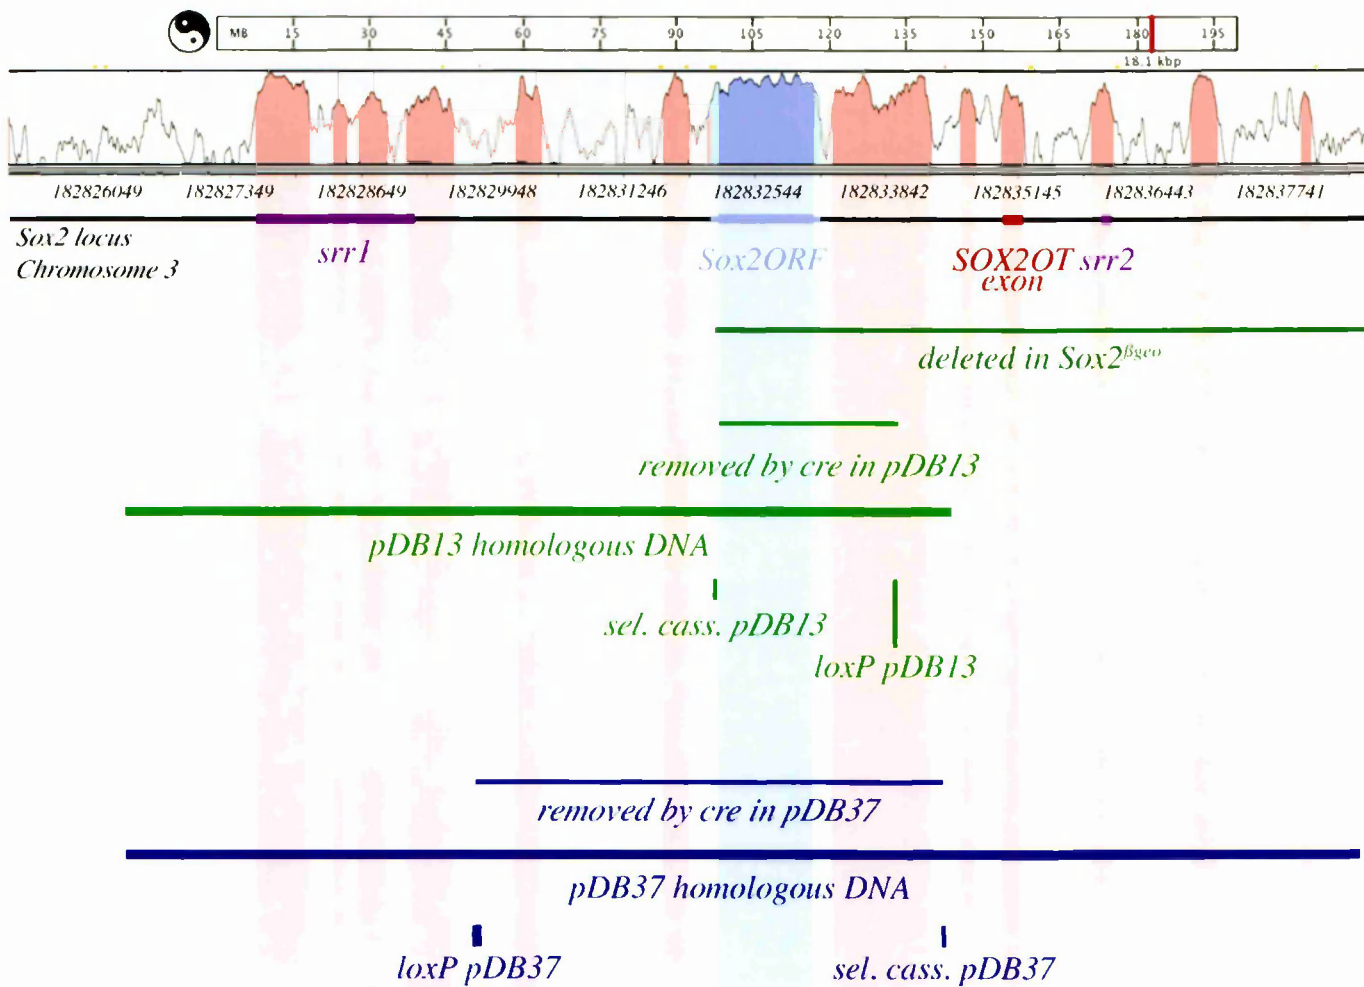 MB 15 30 45 60 75 90 105 120 135 150 165 180 195
18.1 kbp
182826049 182827349 182828649 182829948 182831246 182832544 182833842 182835145 182836443 182837741
Sox2 locus
Chromosome 3
srr1
Sox2ORF
SOX2OT
exon
srr2
deleted in Sox2^βgeo
removed by cre in pDB13
pDB13 homologous DNA
sel. cass. pDB13
loxP pDB13
removed by cre in pDB37
pDB37 homologous DNA
loxP pDB37
sel. cass. pDB37